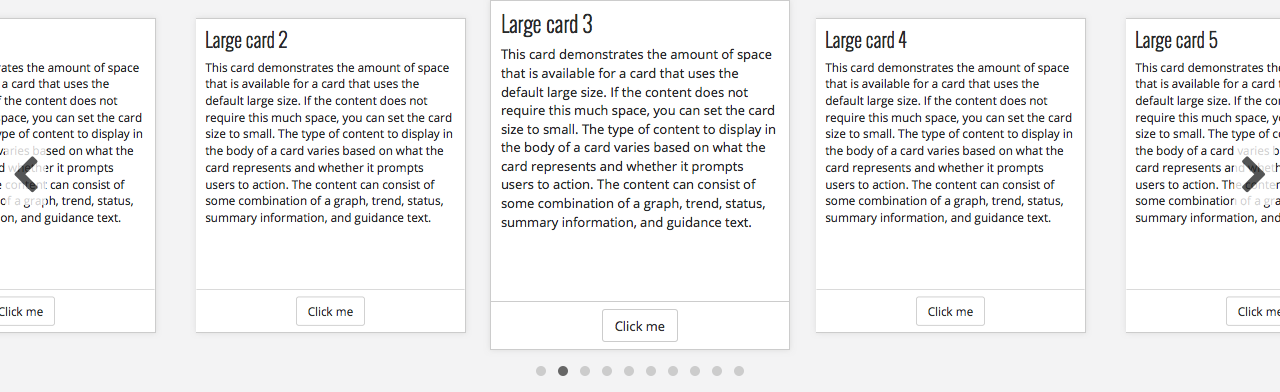 ates the amount of space
a card that uses the
f the content does not
pace, you can set the card
ype of content to display in
varies based on what the
d whether it prompts
content can consist of
of a graph, trend, status,
on, and guidance text.
Click me
Large card 2
This card demonstrates the amount of space
that is available for a card that uses the
default large size. If the content does not
require this much space, you can set the card
size to small. The type of content to display in
the body of a card varies based on what the
card represents and whether it prompts
users to action. The content can consist of
some combination of a graph, trend, status,
summary information, and guidance text.
Click me
Large card 3
This card demonstrates the amount of space
that is available for a card that uses the
default large size. If the content does not
require this much space, you can set the card
size to small. The type of content to display in
the body of a card varies based on what the
card represents and whether it prompts
users to action. The content can consist of
some combination of a graph, trend, status,
summary information, and guidance text.
Click me
Large card 4
This card demonstrates the amount of space
that is available for a card that uses the
default large size. If the content does not
require this much space, you can set the card
size to small. The type of content to display in
the body of a card varies based on what the
card represents and whether it prompts
users to action. The content can consist of
some combination of a graph, trend, status,
summary information, and guidance text.
Click me
Large card 5
This card demonstrates th
that is available for a card
default large size. If the co
require this much space, y
size to small. The type of c
the body of a card varies b
card represents and
users to action. The
some combination of a gra
summary information, and
Click me